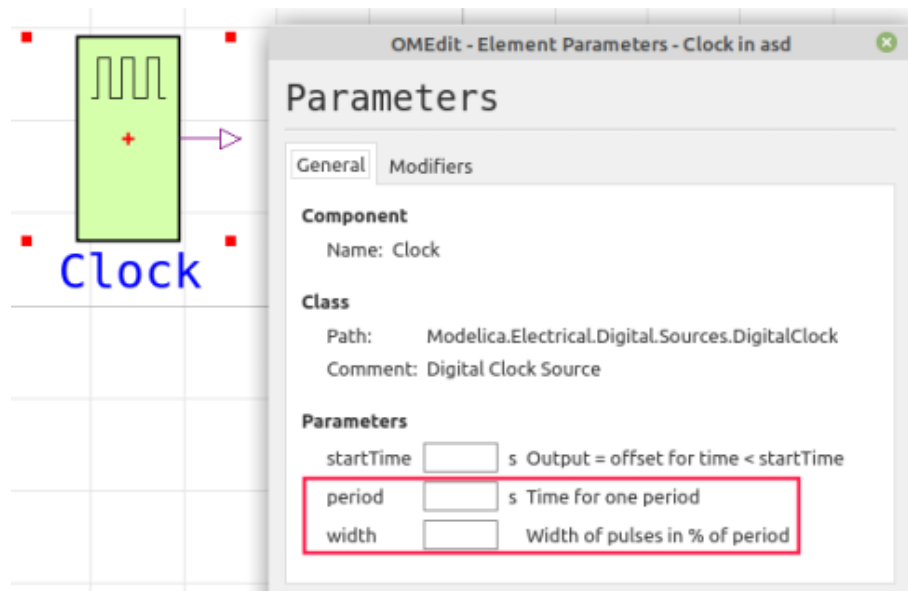 OMEdit - Element Parameters - Clock in asd
Parameters
General Modifiers
Component
Name: Clock
Clock
Class
Path: Modelica.Electrical.Digital.Sources.DigitalClock
Comment: Digital Clock Source
Parameters
startTime s Output = offset for time < startTime
period s Time for one period
width Width of pulses in % of period